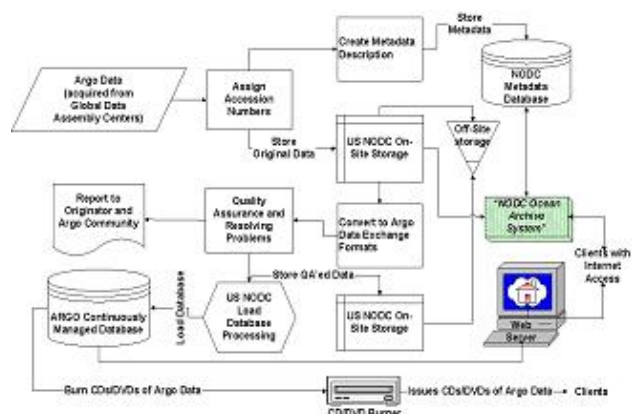 Store
Metadata
Create Metadata
Description
Argo Data
(acquired from
Global Data
Assembly Centers)
Assign
Accession
Numbers
NODC
Metadata
Database
Store
Original Data
US NODC On-
Site Storage
Off-Site
storage
Report to
Originator and
Argo Community
Quality
Assurance and
Resolving
Problems
Convert to Argo
Data Exchange
Formats
"NODC Ocean
Archive
System"
Clients with
Internet
Access
Store QA'ed Data
ARGO Continuously
Managed Database
Load Database
US NODC
Load
Database
Processing
US NODC On-
Site Storage
Web
Server
Burn CDs/DVDs of Argo Data
CD/DVD Burner
Issues CDs/DVDs of Argo Data
Clients